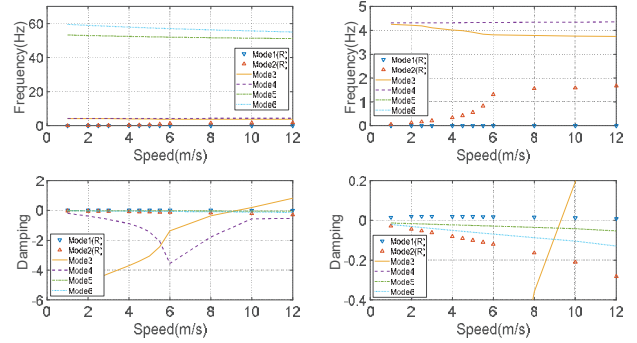 60
40
20
0
Frequency(Hz)
0 2 4 6 8 10 12
Speed(m/s)
Mode1(R
Mode2(R
Mode3
Mode4
Mode5
Mode6
5
4
3
2
1
0
Frequency(Hz)
0 2 4 6 8 10 12
Speed(m/s)
Mode1(R
Mode2(R
Mode3
Mode4
Mode5
Mode6
2
0
-2
-4
-6
Damping
0 2 4 6 8 10 12
Speed(m/s)
Mode1(R
Mode2(R
Mode3
Mode4
Mode5
Mode6
0.2
0
-0.2
-0.4
Damping
0 2 4 6 8 10 12
Speed(m/s)
Mode1(R
Mode2(R
Mode3
Mode4
Mode5
Mode6